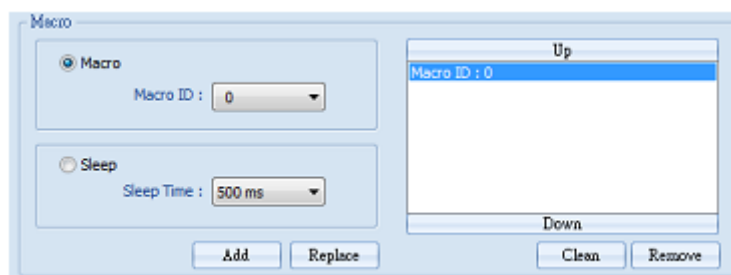 Macro
Macro
Macro ID : 0
Sleep
Sleep Time : 500 ms
Add Replace
Up
Macro ID : 0
Down
Clean Remove